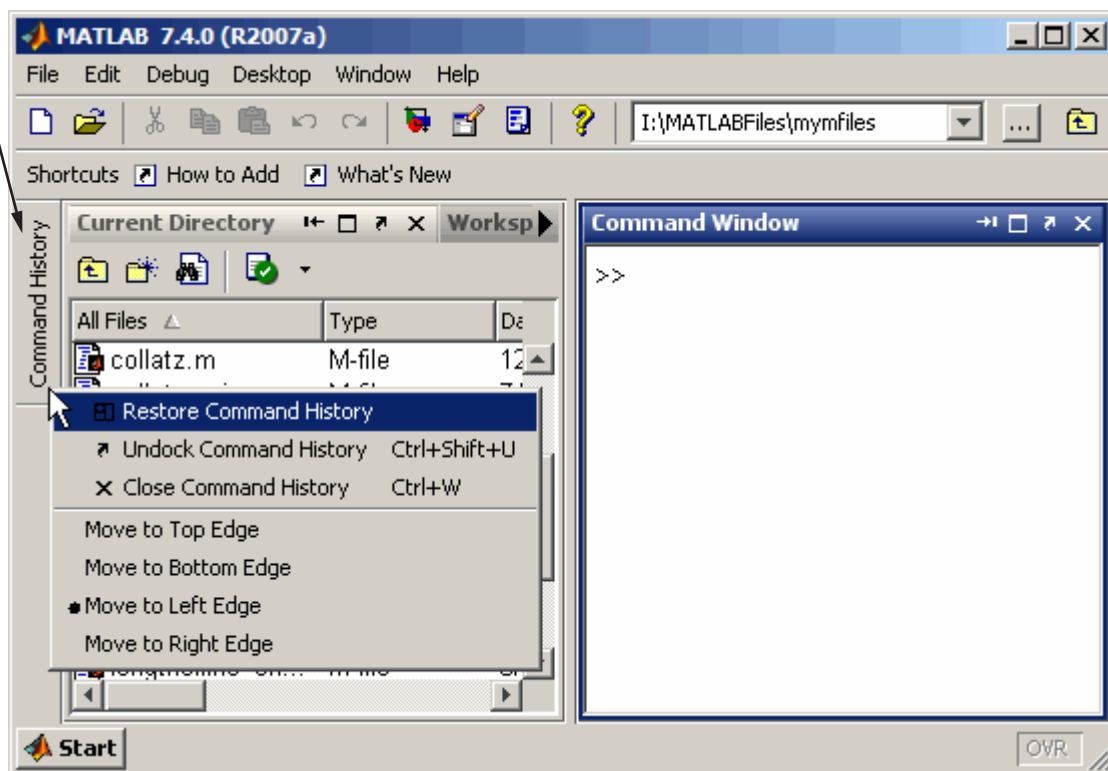 MATLAB 7.4.0 (R2007a)
File Edit Debug Desktop Window Help
I:\MATLABFiles\mymfiles ...
Shortcuts How to Add What's New
Command History
Current Directory Worksp
Command Window
>>
All Files Type Da
collatz.m M-file 12
Restore Command History
Undock Command History Ctrl+Shift+U
Close Command History Ctrl+W
Move to Top Edge
Move to Bottom Edge
Move to Left Edge
Move to Right Edge
Start OVR